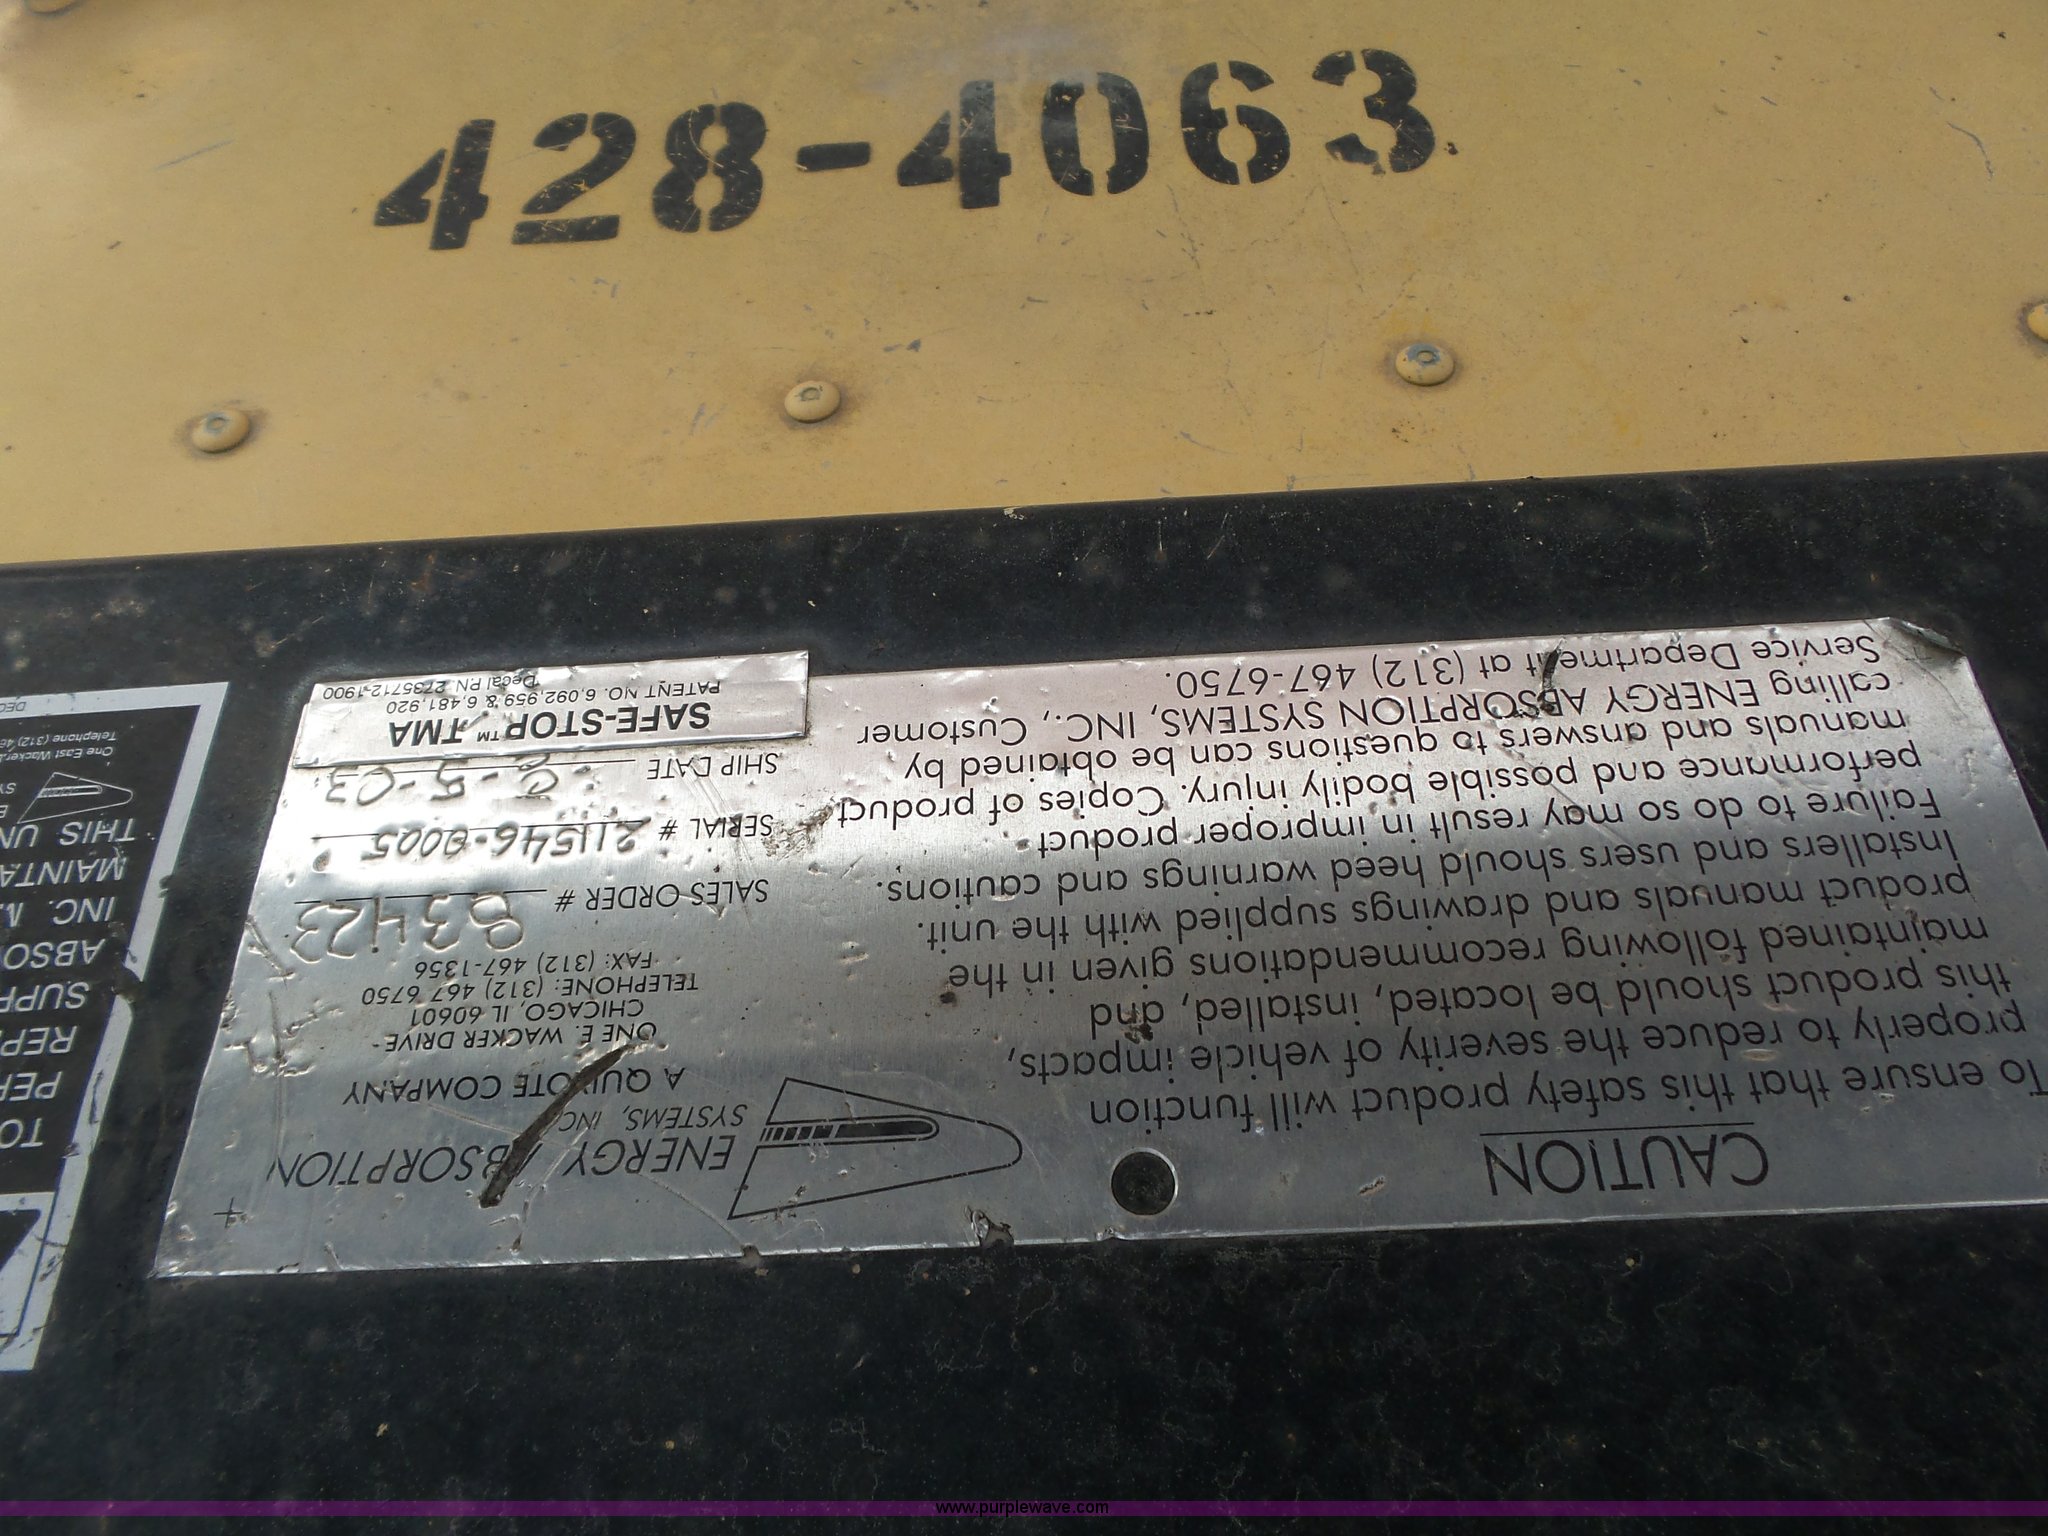 428-4063
CAUTION
To ensure that this safety product will function
properly to reduce the severity of vehicle impacts,
this product should be located, installed, and
maintained following recommendations given in the
product manuals and drawings supplied with the unit.
Installers and users should heed warnings and cautions.
Failure to do so may result in improper product
performance and possible bodily injury. Copies of product
manuals and answers to questions can be obtained by
calling ENERGY ABSORPTION SYSTEMS, INC., Customer
Service Department at (312) 467-6750.
ENERGY ABSORPTION
SYSTEMS, INC.
A QUIXOTE COMPANY
ONE E. WACKER DRIVE
CHICAGO, IL 60601
TELEPHONE: (312) 467 6750
FAX: (312) 467-1356
SALES ORDER # 83423
SERIAL # 211546-0005
SHIP DATE -5-03
SAFE-STOP™ TMA
PATENT NO. 6,092,959 & 6,481,920
Decal P.N. 2735712-1900
TO
PER
REP
SUPP
ABSO
INC. M
MAINTA
THIS UN
One East Wacker
Telephone (312) 46
DEC
www.purplewave.com